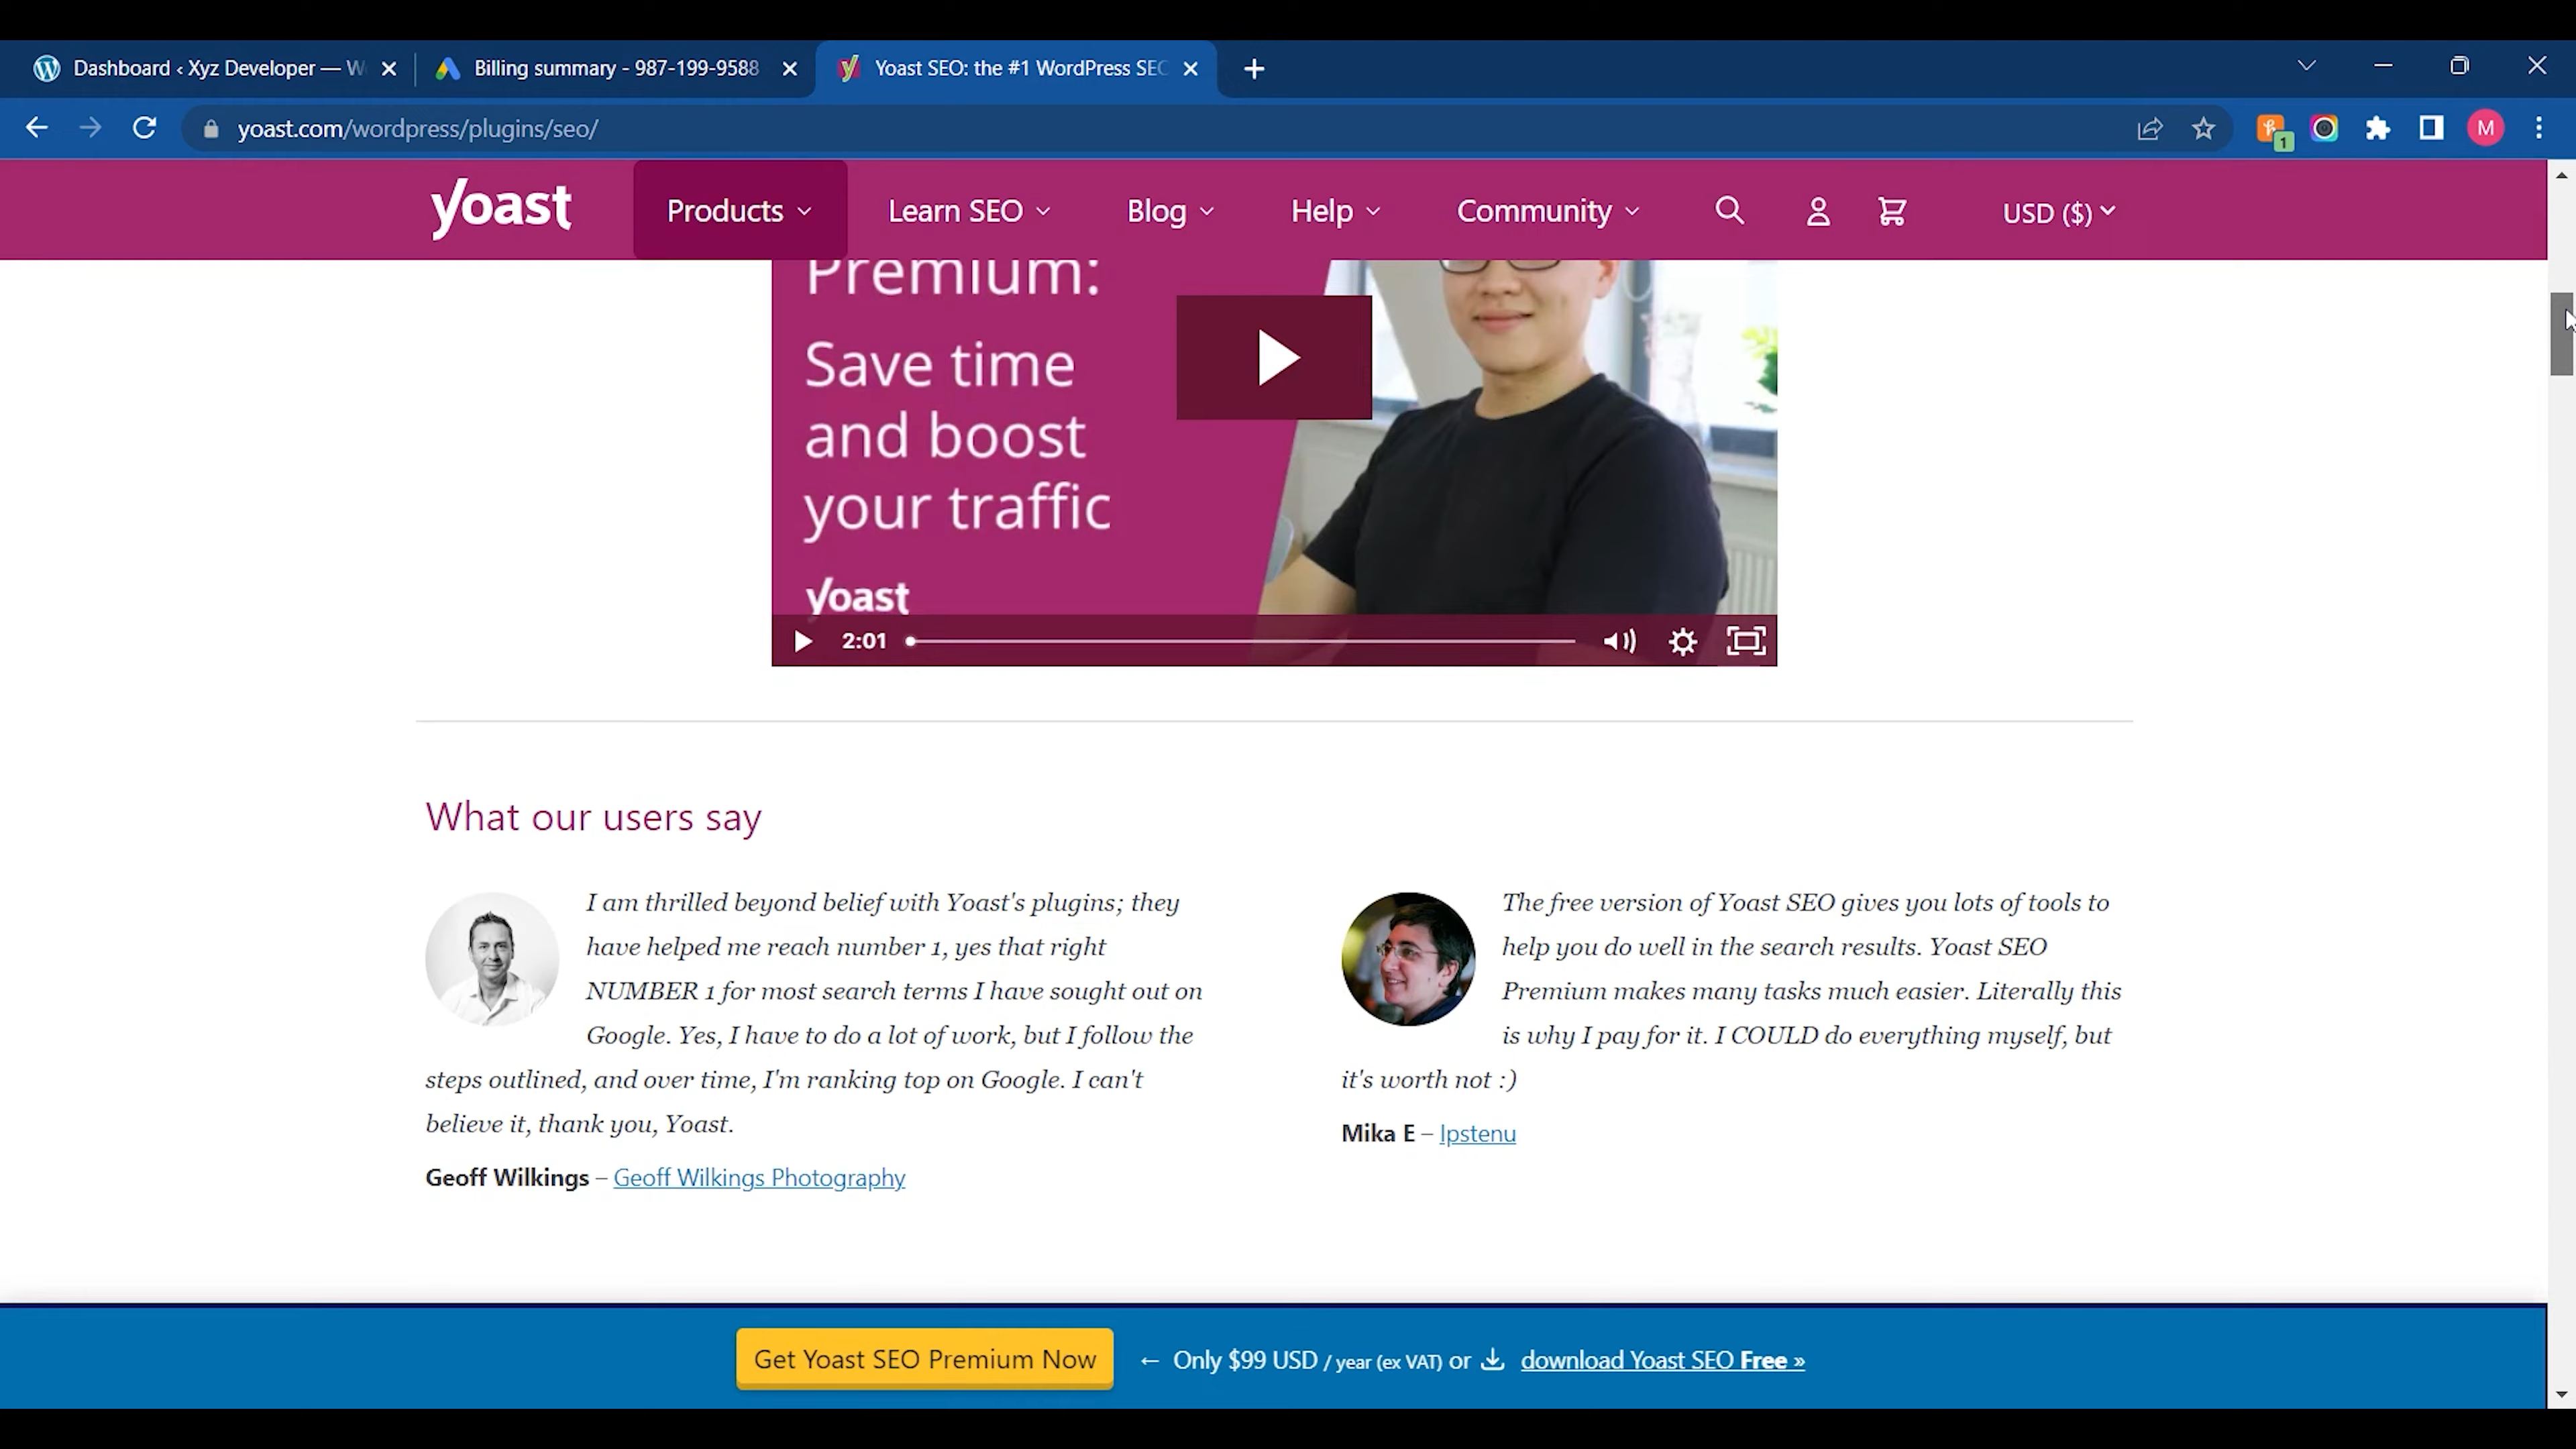 Dashboard ‹ Xyz Developer — W
Billing summary - 987-199-9588
Yoast SEO: the #1 WordPress SEC
yoast.com/wordpress/plugins/seo/
1
M
yoast
Products
Learn SEO
Blog
Help
Community
USD ($)
Premium:
Save time
and boost
your traffic
yoast
2:01
What our users say
I am thrilled beyond belief with Yoast's plugins; they
have helped me reach number 1, yes that right
NUMBER 1 for most search terms I have sought out on
Google. Yes, I have to do a lot of work, but I follow the
steps outlined, and over time, I'm ranking top on Google. I can't
believe it, thank you, Yoast.
Geoff Wilkings – Geoff Wilkings Photography
The free version of Yoast SEO gives you lots of tools to
help you do well in the search results. Yoast SEO
Premium makes many tasks much easier. Literally this
is why I pay for it. I COULD do everything myself, but
it's worth not :)
Mika E – Ipstenu
Get Yoast SEO Premium Now
← Only $99 USD / year (ex VAT) or download Yoast SEO Free »